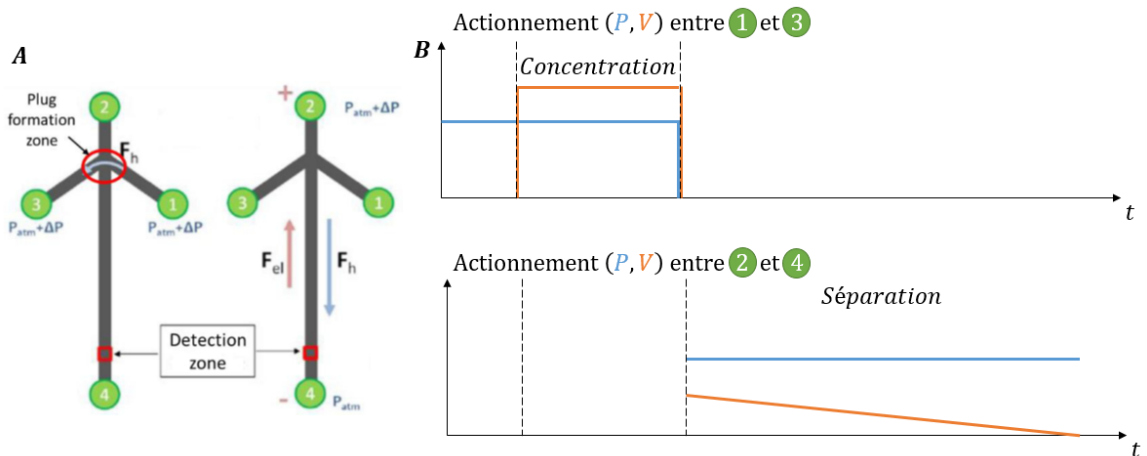 A
Plug
formation
zone
F_h
2
3
1
P_atm+ΔP
P_atm+ΔP
4
+
2
P_atm+ΔP
3
1
F_el
F_h
Detection
zone
-
4
P_atm
Actionnement (P, V) entre 1 et 3
B
Concentration
t
Actionnement (P, V) entre 2 et 4
Séparation
t